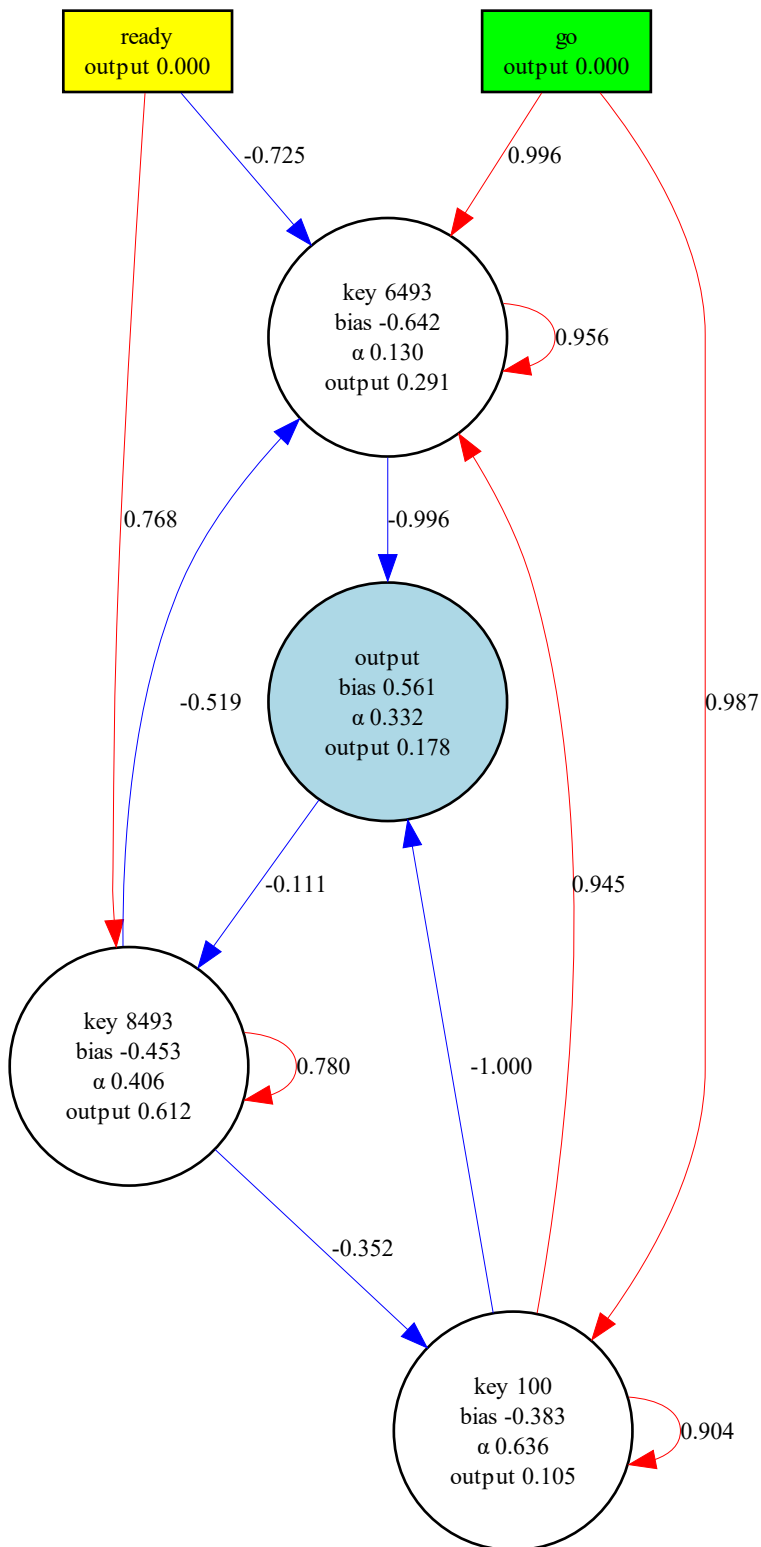 ready
output 0.000
go
output 0.000
-0.725
0.996
key 6493
bias -0.642
α 0.130
output 0.291
0.956
0.768
-0.996
-0.519
output
bias 0.561
α 0.332
output 0.178
0.987
-0.111
0.945
key 8493
bias -0.453
α 0.406
output 0.612
0.780
-1.000
-0.352
key 100
bias -0.383
α 0.636
output 0.105
0.904